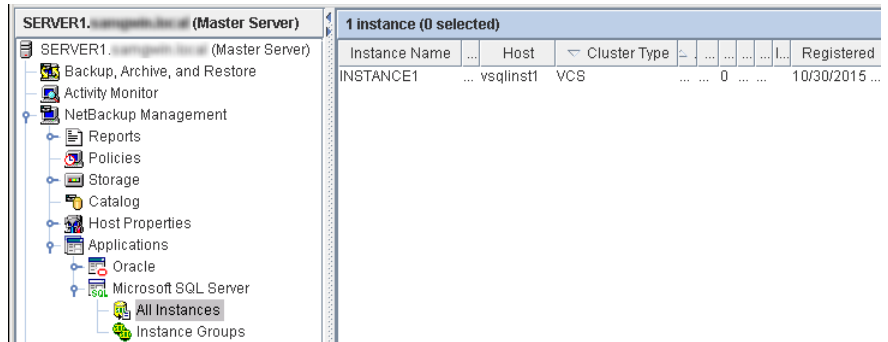 SERVER1. (Master Server)
SERVER1. (Master Server)
Backup, Archive, and Restore
Activity Monitor
NetBackup Management
Reports
Policies
Storage
Catalog
Host Properties
Applications
Oracle
Microsoft SQL Server
All Instances
Instance Groups
1 instance (0 selected)
Instance Name ... Host Cluster Type ... ... ... ... I... Registered
INSTANCE1 ... vsqlinst1 VCS ... ... 0 ... ... 10/30/2015 ...